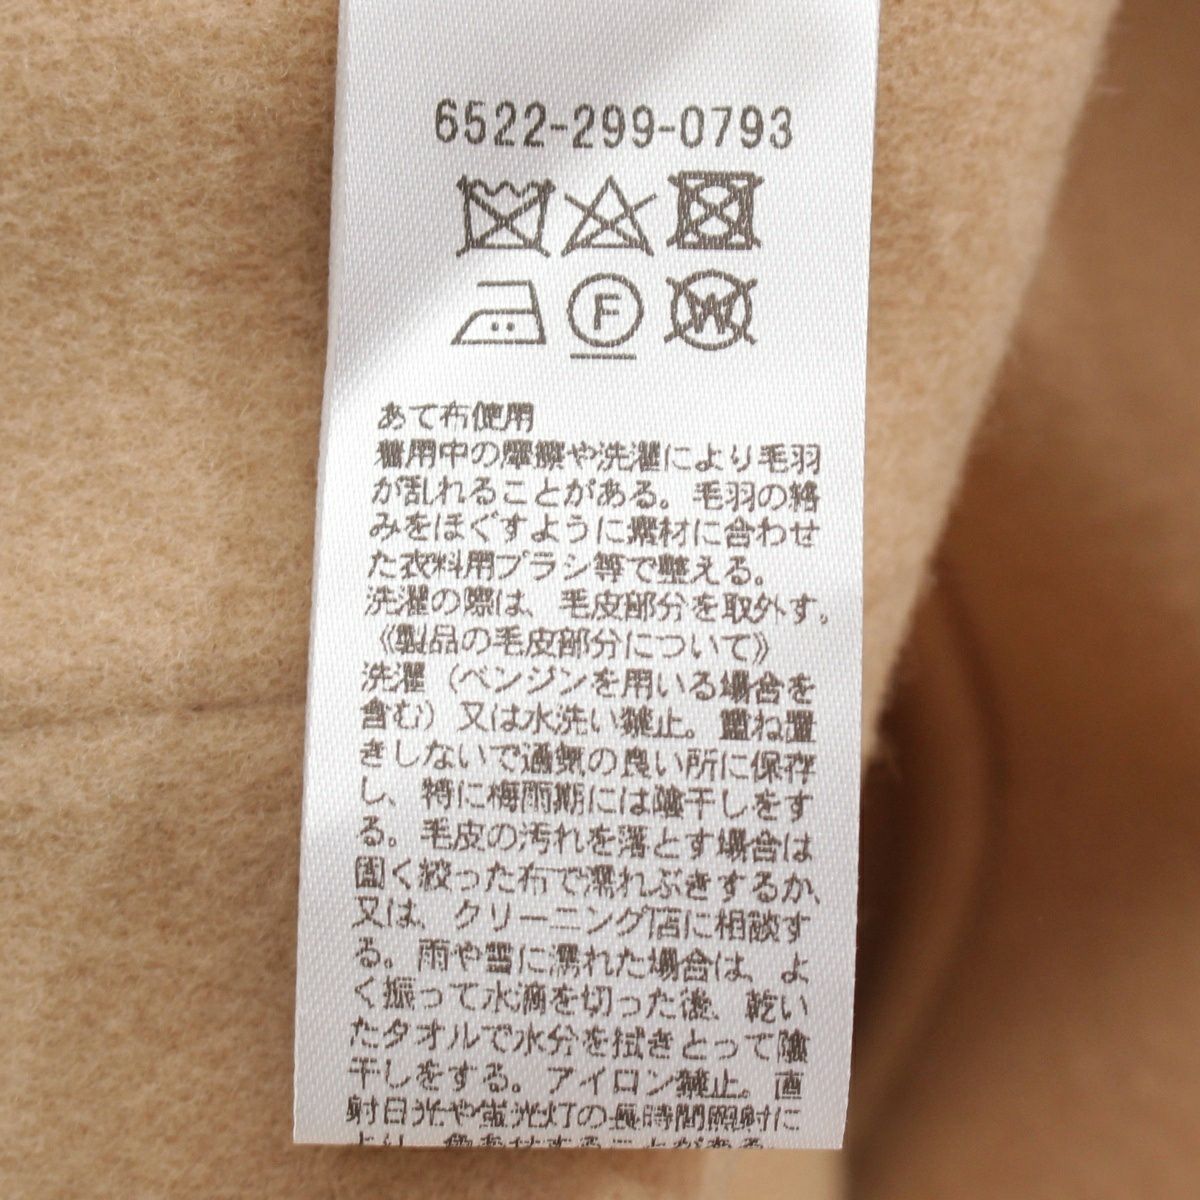 6522-299-0793
F
W
あて布使用
着用中の摩擦や洗濯により毛羽
が乱れることがある。毛羽の絡
みをほぐすように素材に合わせ
た衣料用ブラシ等で整える。
洗濯の際は、毛皮部分を取外す。
《製品の毛皮部分について》
洗濯(ベンジンを用いる場合を
含む)又は水洗い禁止。重ね置
きしないで通気の良い所に保存
し、特に梅雨期には陰干しをす
る。毛皮の汚れを落とす場合は
固く絞った布で濡れぶきするか、
又は、クリーニング店に相談す
る。雨や雪に濡れた場合は、よ
く振って水滴を切った後、乾い
たタオルで水分を拭きとって陰
干しをする。アイロン禁止。直
射日光や蛍光灯の長時間照射に
より、色あせすることがある。